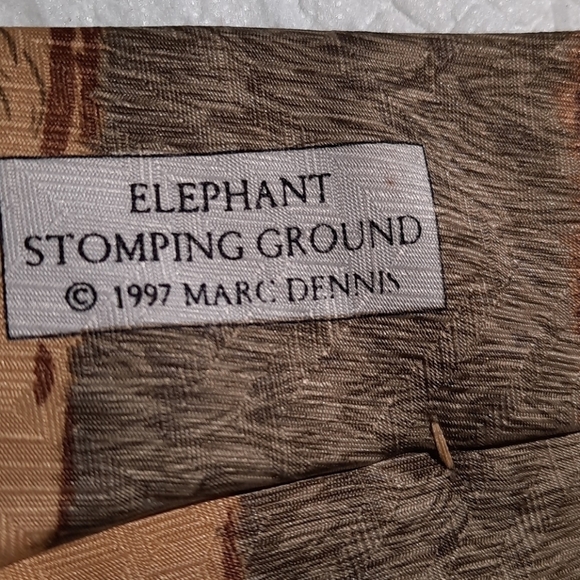 ELEPHANT
STOMPING GROUND
© 1997 MARC DENNIS